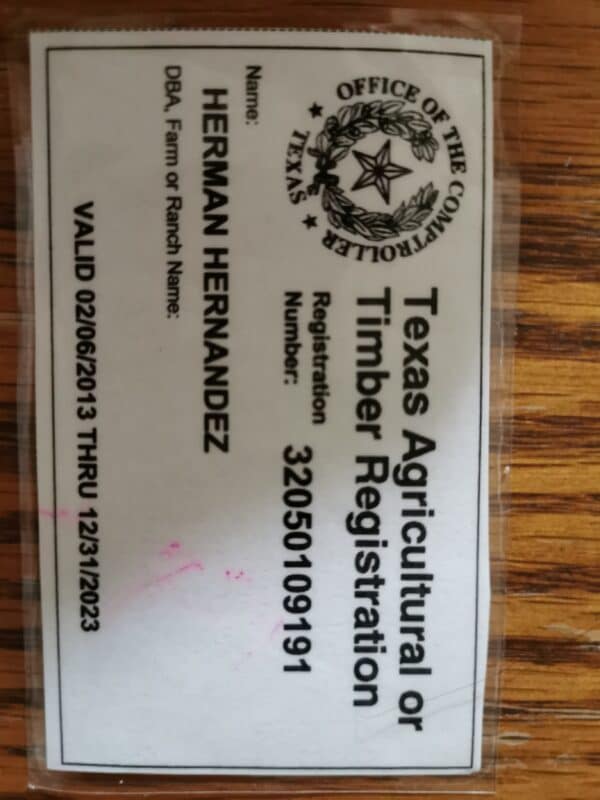 OFFICE OF THE COMPTROLLER
TEXAS
Texas Agricultural or
Timber Registration
Registration
Number: 32050109191
Name:
HERMAN HERNANDEZ
DBA, Farm or Ranch Name:
VALID 02/06/2013 THRU 12/31/2023